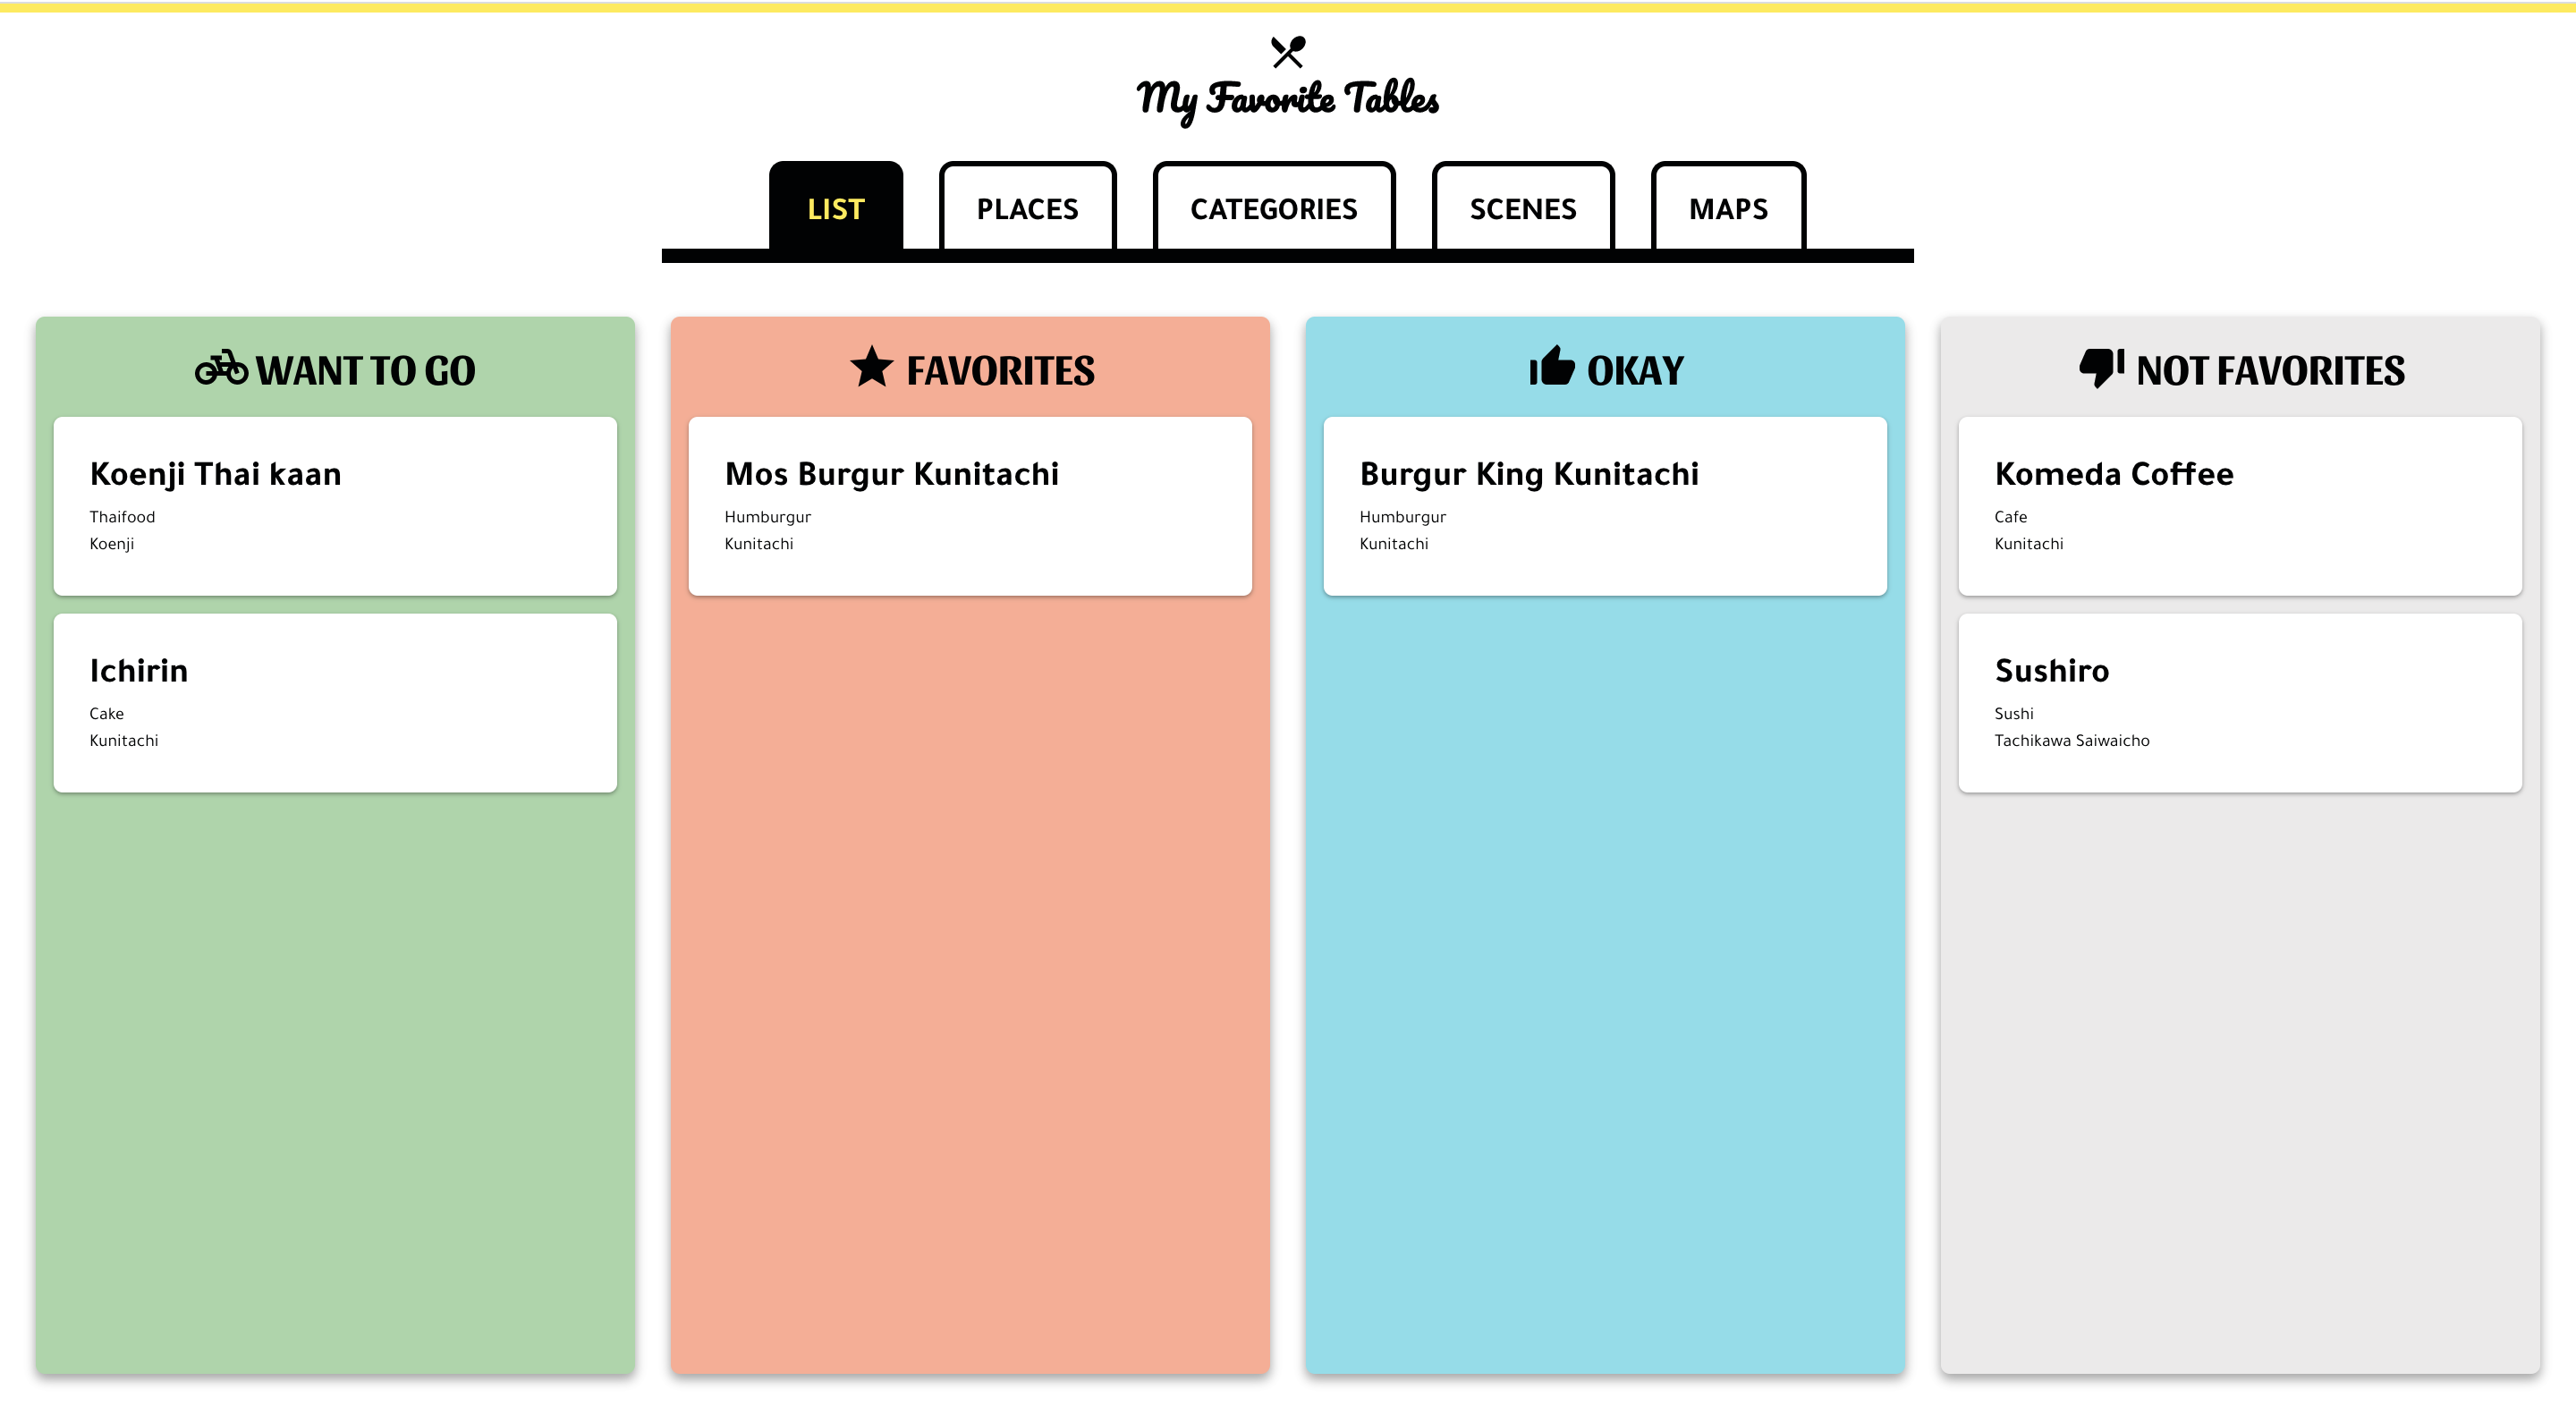 My Favorite Tables
LIST
PLACES
CATEGORIES
SCENES
MAPS
WANT TO GO
Koenji Thai kaan
Thaifood
Koenji
Ichirin
Cake
Kunitachi
FAVORITES
Mos Burgur Kunitachi
Humburgur
Kunitachi
OKAY
Burgur King Kunitachi
Humburgur
Kunitachi
NOT FAVORITES
Komeda Coffee
Cafe
Kunitachi
Sushiro
Sushi
Tachikawa Saiwaicho